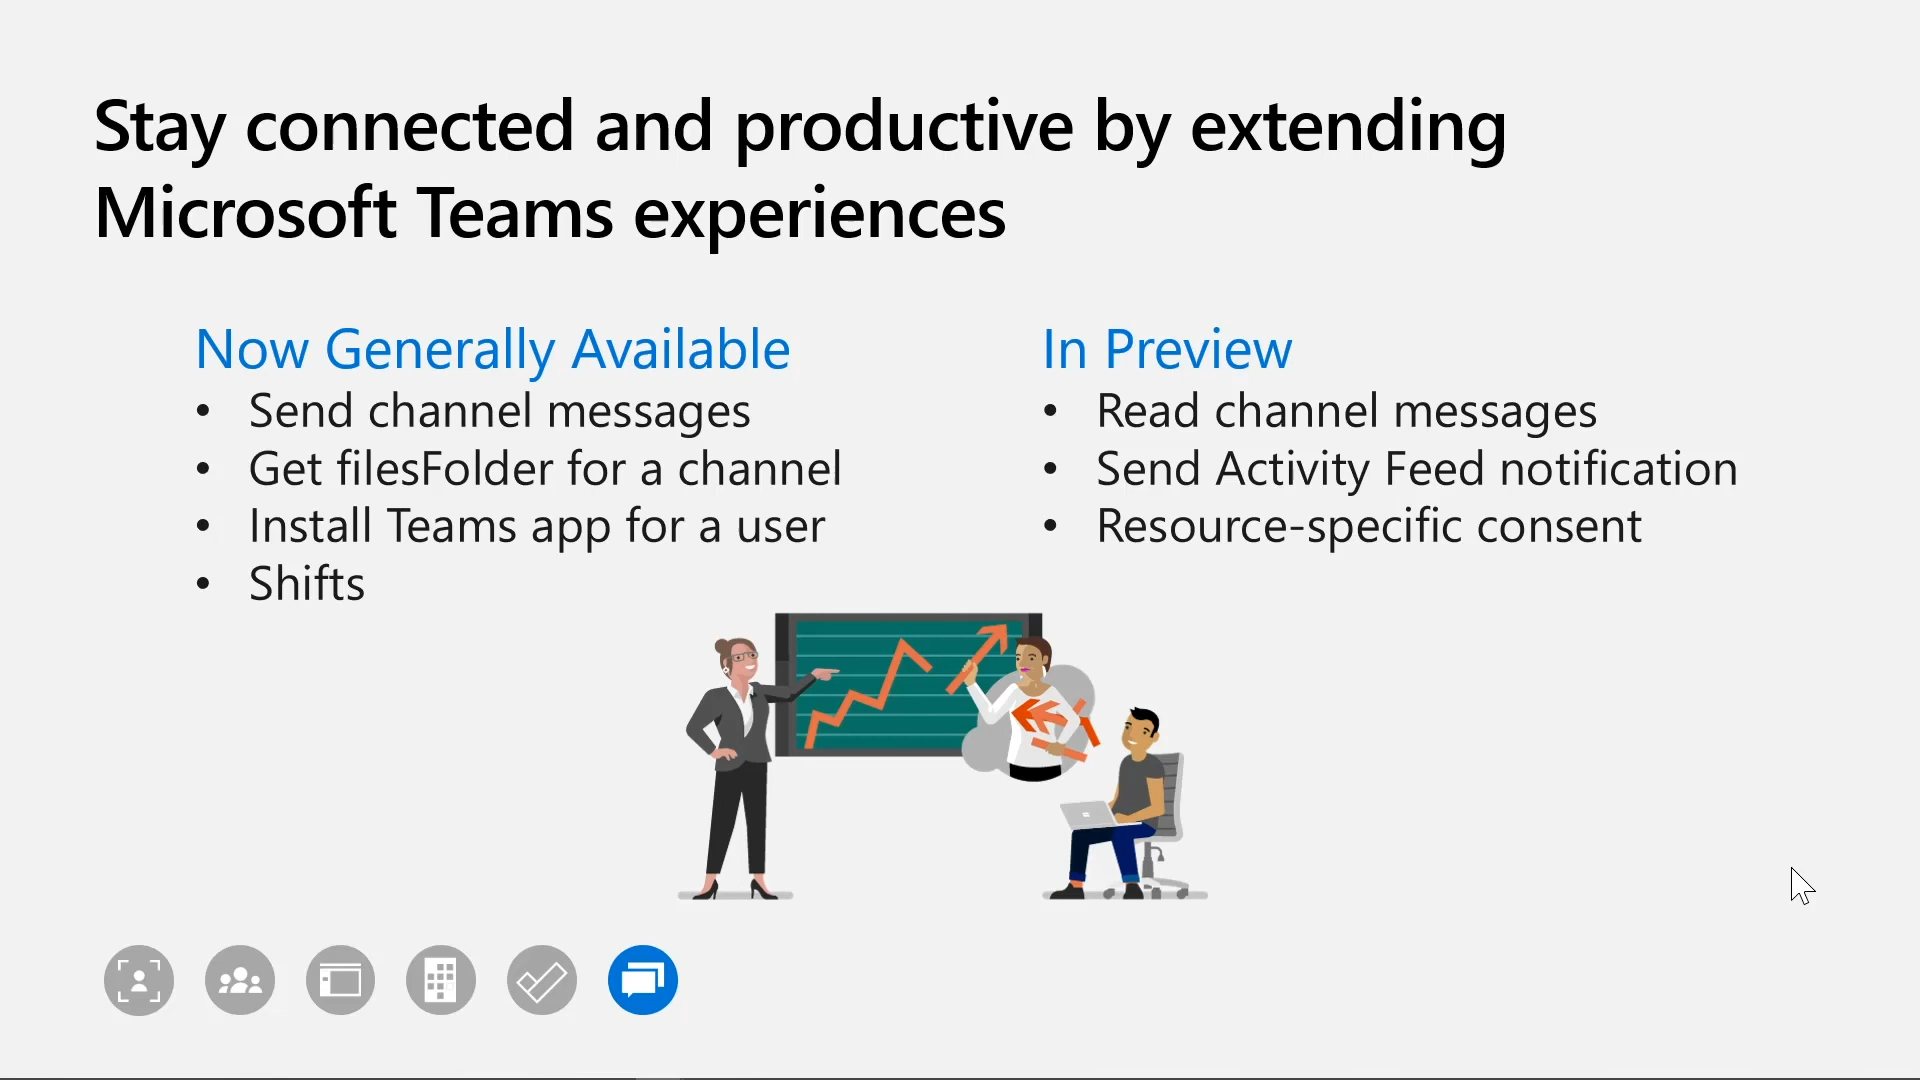 Stay connected and productive by extending
Microsoft Teams experiences
Now Generally Available
• Send channel messages
• Get filesFolder for a channel
• Install Teams app for a user
• Shifts
In Preview
• Read channel messages
• Send Activity Feed notification
• Resource-specific consent